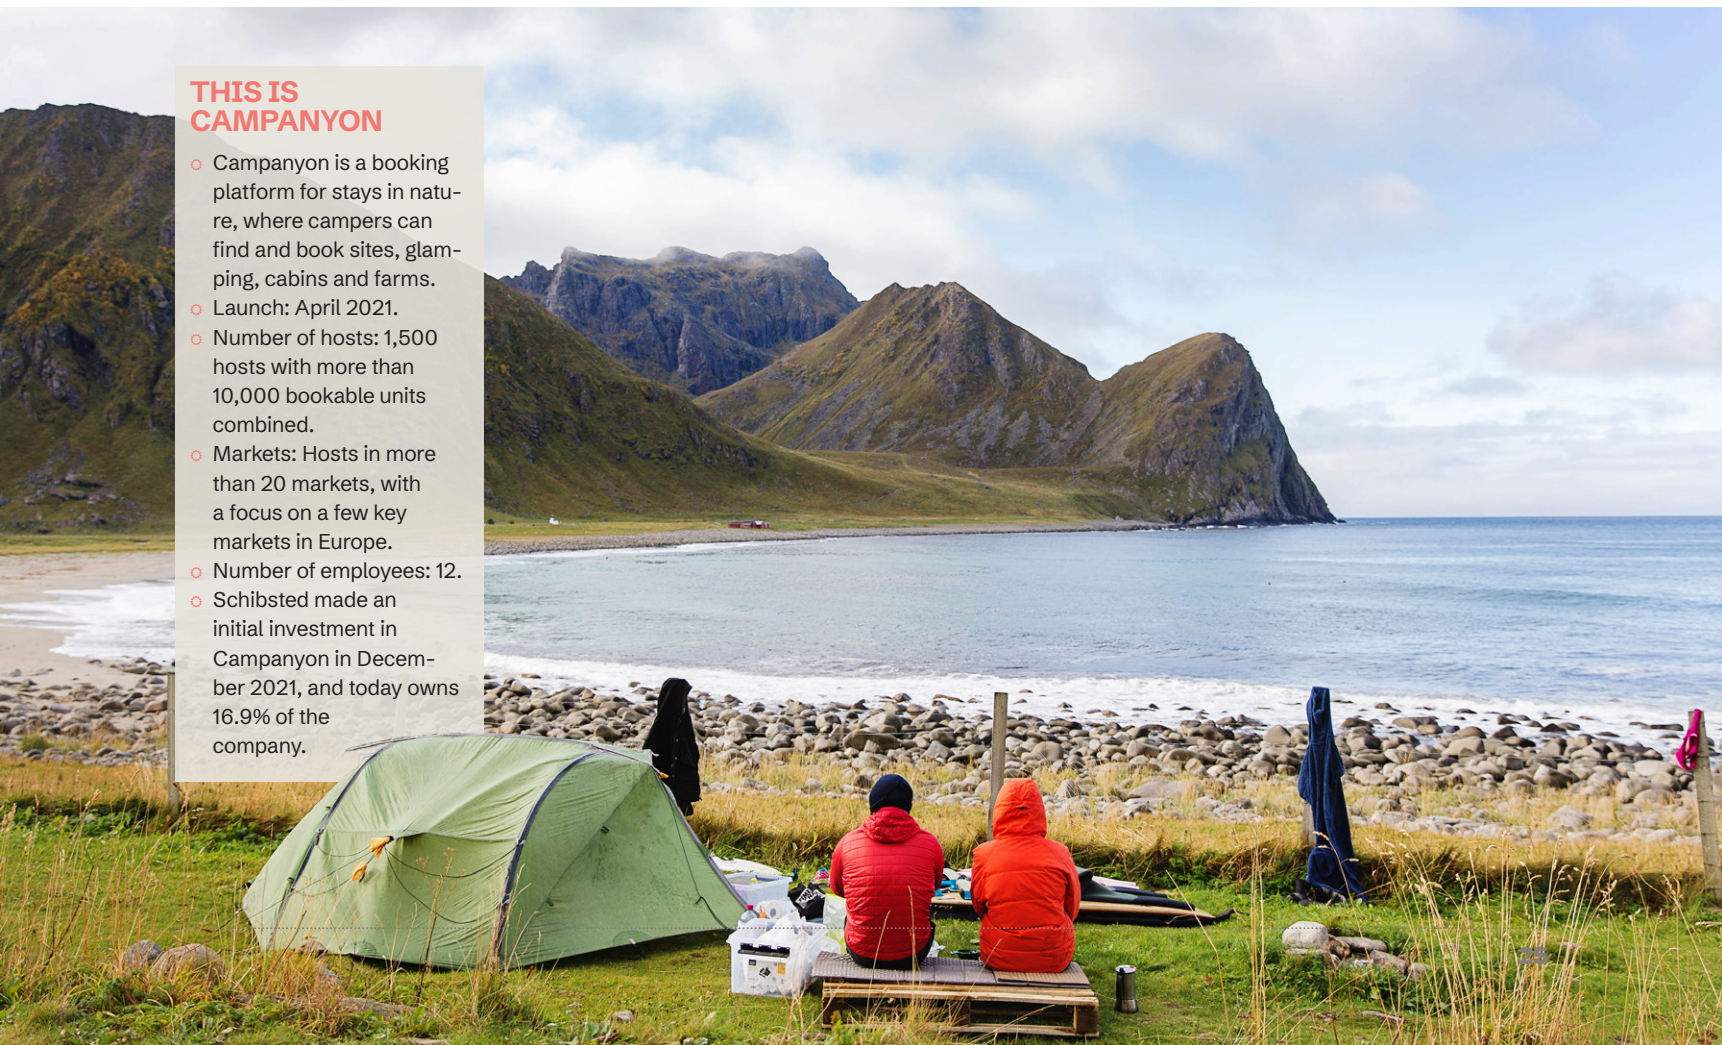 THIS IS
CAMPANYON
Campanyon is a booking
platform for stays in natu-
re, where campers can
find and book sites, glam-
ping, cabins and farms.
Launch: April 2021.
Number of hosts: 1,500
hosts with more than
10,000 bookable units
combined.
Markets: Hosts in more
than 20 markets, with
a focus on a few key
markets in Europe.
Number of employees: 12.
Schibsted made an
initial investment in
Campanyon in Decem-
ber 2021, and today owns
16.9% of the
company.